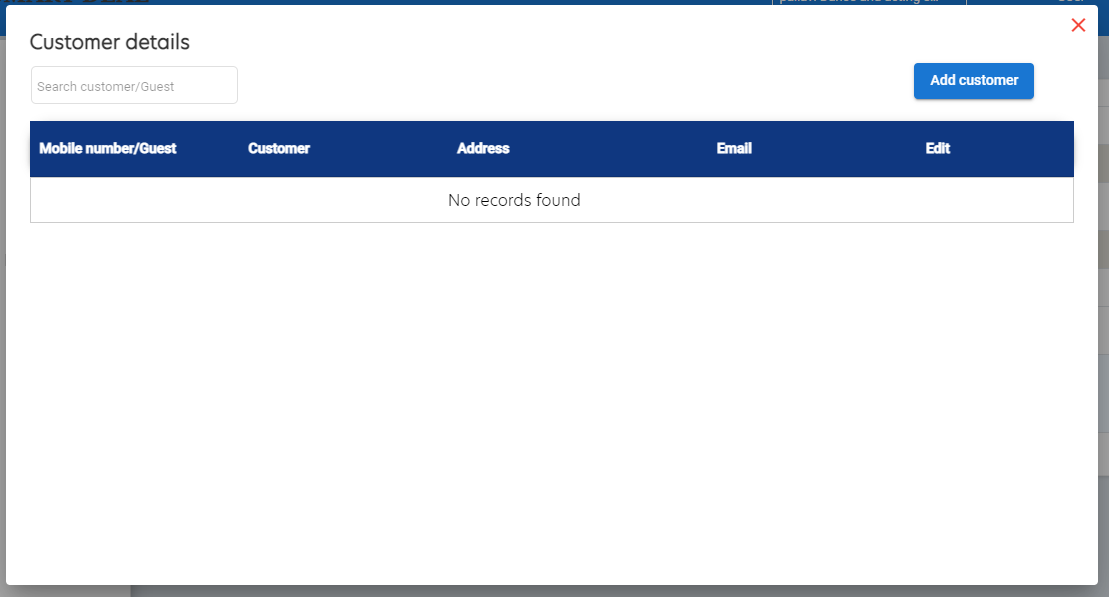 Customer details
Search customer/Guest
Add customer
Mobile number/Guest Customer Address Email Edit
No records found